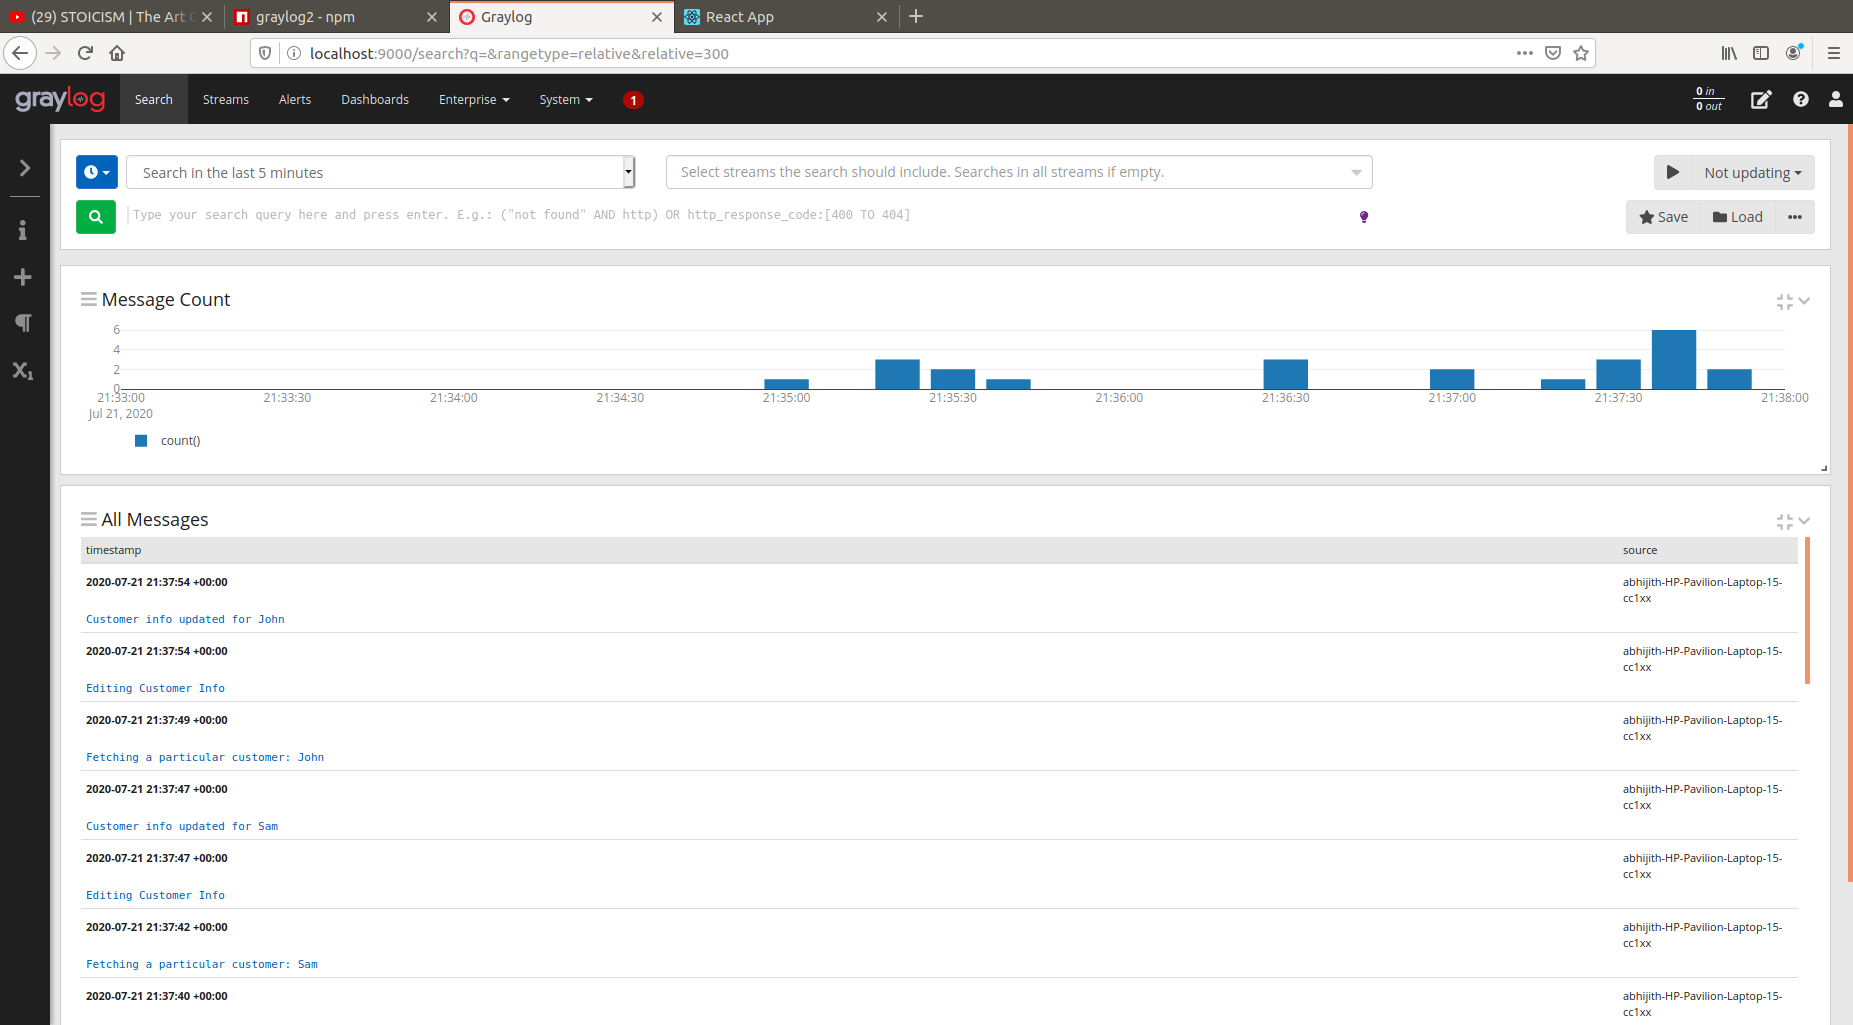 (29) STOICISM | The Art
graylog2 - npm
Graylog
React App
localhost:9000/search?q=&rangetype=relative&relative=300
graylog
Search
Streams
Alerts
Dashboards
Enterprise
System
1
0 in
0 out
Search in the last 5 minutes
Select streams the search should include. Searches in all streams if empty.
Not updating
Type your search query here and press enter. E.g.: ("not found" AND http) OR http_response_code:[400 TO 404]
Save
Load
Message Count
6
4
2
0
21:33:00
21:33:30
21:34:00
21:34:30
21:35:00
21:35:30
21:36:00
21:36:30
21:37:00
21:37:30
21:38:00
Jul 21, 2020
count()
All Messages
timestamp
source
2020-07-21 21:37:54 +00:00
abhijith-HP-Pavilion-Laptop-15-
cc1xx
Customer info updated for John
2020-07-21 21:37:54 +00:00
abhijith-HP-Pavilion-Laptop-15-
cc1xx
Editing Customer Info
2020-07-21 21:37:49 +00:00
abhijith-HP-Pavilion-Laptop-15-
cc1xx
Fetching a particular customer: John
2020-07-21 21:37:47 +00:00
abhijith-HP-Pavilion-Laptop-15-
cc1xx
Customer info updated for Sam
2020-07-21 21:37:47 +00:00
abhijith-HP-Pavilion-Laptop-15-
cc1xx
Editing Customer Info
2020-07-21 21:37:42 +00:00
abhijith-HP-Pavilion-Laptop-15-
cc1xx
Fetching a particular customer: Sam
2020-07-21 21:37:40 +00:00
abhijith-HP-Pavilion-Laptop-15-
cc1xx